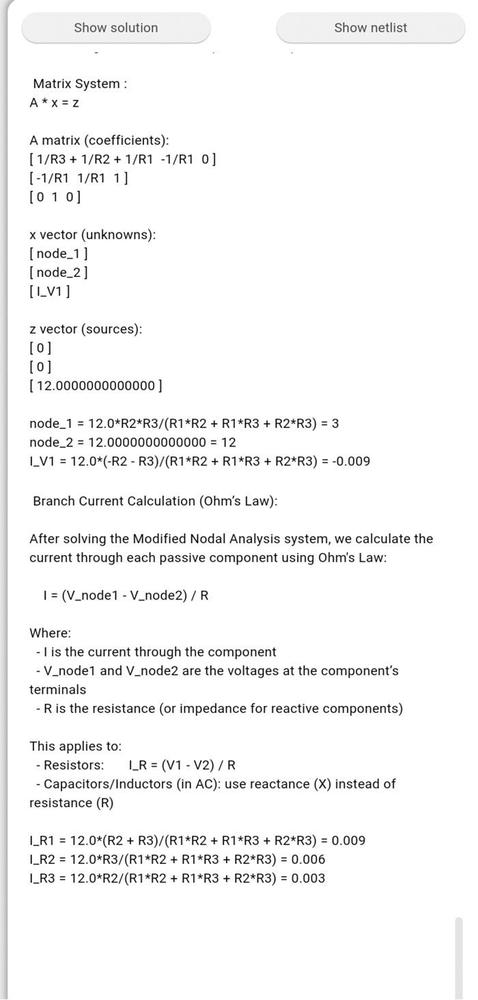 Show solution
Show netlist
Matrix System :
A * x = z
A matrix (coefficients):
[ 1/R3 + 1/R2 + 1/R1  -1/R1  0 ]
[ -1/R1  1/R1  1 ]
[ 0  1  0 ]
x vector (unknowns):
[ node_1 ]
[ node_2 ]
[ I_V1 ]
z vector (sources):
[ 0 ]
[ 0 ]
[ 12.0000000000000 ]
node_1 = 12.0*R2*R3/(R1*R2 + R1*R3 + R2*R3) = 3
node_2 = 12.0000000000000 = 12
I_V1 = 12.0*(-R2 - R3)/(R1*R2 + R1*R3 + R2*R3) = -0.009
Branch Current Calculation (Ohm’s Law):
After solving the Modified Nodal Analysis system, we calculate the
current through each passive component using Ohm's Law:
I = (V_node1 - V_node2) / R
Where:
- I is the current through the component
- V_node1 and V_node2 are the voltages at the component’s
terminals
- R is the resistance (or impedance for reactive components)
This applies to:
- Resistors:      I_R = (V1 - V2) / R
- Capacitors/Inductors (in AC): use reactance (X) instead of
resistance (R)
I_R1 = 12.0*(R2 + R3)/(R1*R2 + R1*R3 + R2*R3) = 0.009
I_R2 = 12.0*R3/(R1*R2 + R1*R3 + R2*R3) = 0.006
I_R3 = 12.0*R2/(R1*R2 + R1*R3 + R2*R3) = 0.003